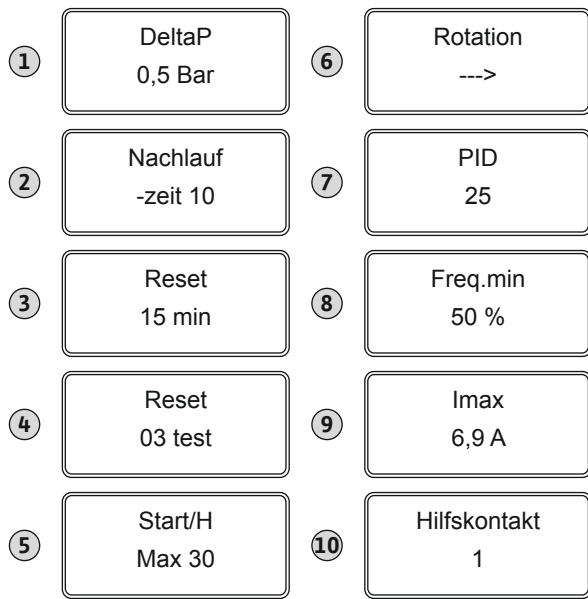 1
DeltaP
0,5 Bar
2
Nachlauf
-zeit 10
3
Reset
15 min
4
Reset
03 test
5
Start/H
Max 30
6
Rotation
--->
7
PID
25
8
Freq.min
50 %
9
Imax
6,9 A
10
Hilfskontakt
1